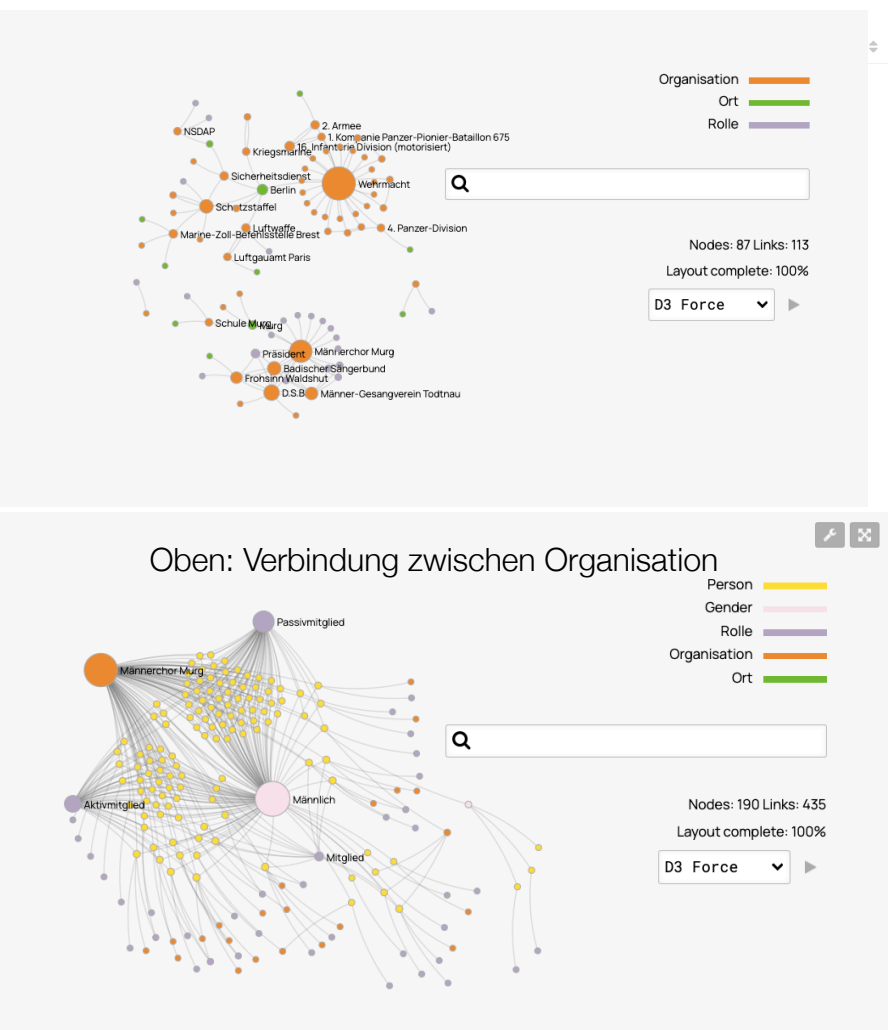 Organisation
Ort
Rolle
2. Armee
NSDAP
1. Kompanie Panzer-Pionier-Bataillon 675
16. Infanterie Division (motorisiert)
Kriegsmarine
Sicherheitsdienst
Wehrmacht
Berlin
Schutzstaffel
Luftwaffe
4. Panzer-Division
Marine-Zoll-Befehlsstelle Brest
Luftgauamt Paris
Nodes: 87 Links: 113
Layout complete: 100%
D3 Force
Schule Murg
Murg
Präsident
Männerchor Murg
Badischer Sängerbund
Frohsinn Waldshut
D.S.B
Männer-Gesangverein Todtnau
Oben: Verbindung zwischen Organisation
Person
Gender
Rolle
Organisation
Ort
Passivmitglied
Männerchor Murg
Männlich
Aktivmitglied
Mitglied
Nodes: 190 Links: 435
Layout complete: 100%
D3 Force